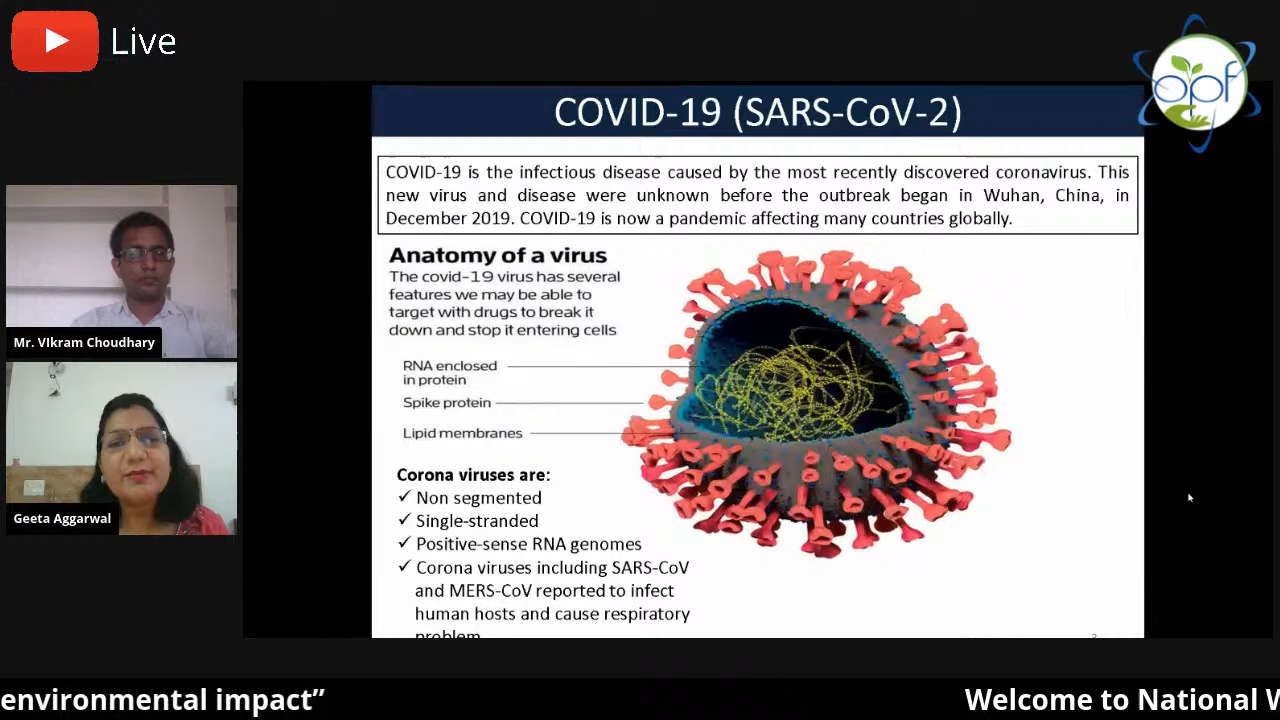 Live
opf
COVID-19 (SARS-CoV-2)
COVID-19 is the infectious disease caused by the most recently discovered coronavirus. This
new virus and disease were unknown before the outbreak began in Wuhan, China, in
December 2019. COVID-19 is now a pandemic affecting many countries globally.
Anatomy of a virus
The covid-19 virus has several
features we may be able to
target with drugs to break it
down and stop it entering cells
RNA enclosed
in protein
Spike protein
Lipid membranes
Corona viruses are:
✓ Non segmented
✓ Single-stranded
✓ Positive-sense RNA genomes
✓ Corona viruses including SARS-CoV
and MERS-CoV reported to infect
human hosts and cause respiratory
problem
Mr. VIkram Choudhary
Geeta Aggarwal
environmental impact”
Welcome to National W